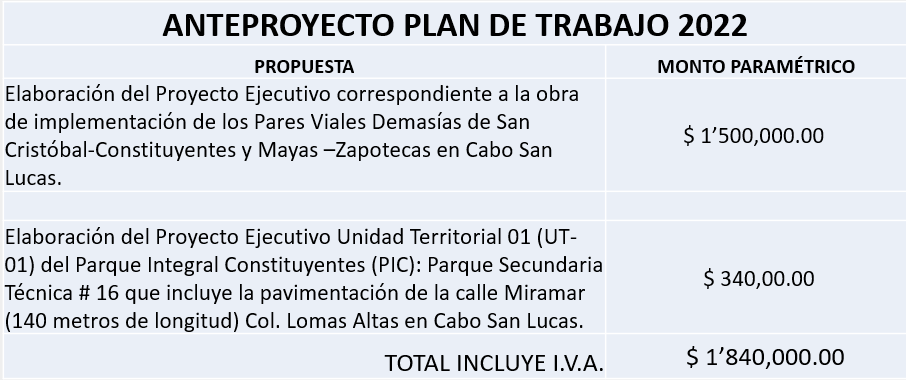 ANTEPROYECTO PLAN DE TRABAJO 2022
PROPUESTA
MONTO PARAMÉTRICO
Elaboración del Proyecto Ejecutivo correspondiente a la obra
de implementación de los Pares Viales Demasías de San
Cristóbal-Constituyentes y Mayas –Zapotecas en Cabo San
Lucas.
$ 1’500,000.00
Elaboración del Proyecto Ejecutivo Unidad Territorial 01 (UT-
01) del Parque Integral Constituyentes (PIC): Parque Secundaria
Técnica # 16 que incluye la pavimentación de la calle Miramar
(140 metros de longitud) Col. Lomas Altas en Cabo San Lucas.
$ 340,00.00
TOTAL INCLUYE I.V.A.
$ 1’840,000.00